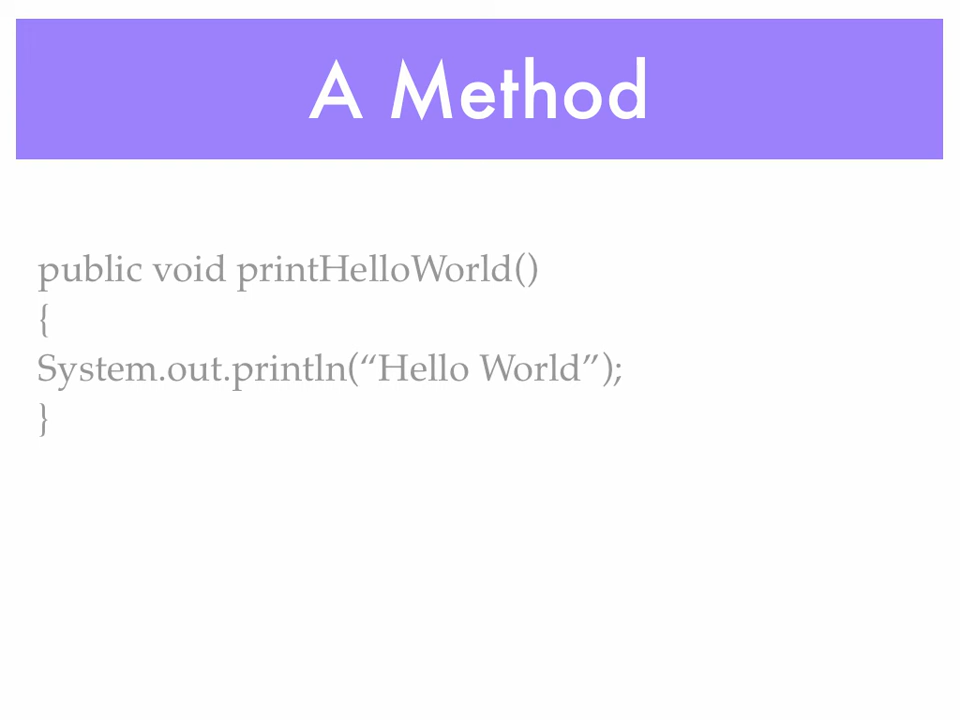 A Method
public void printHelloWorld()
{
System.out.println(“Hello World”);
}